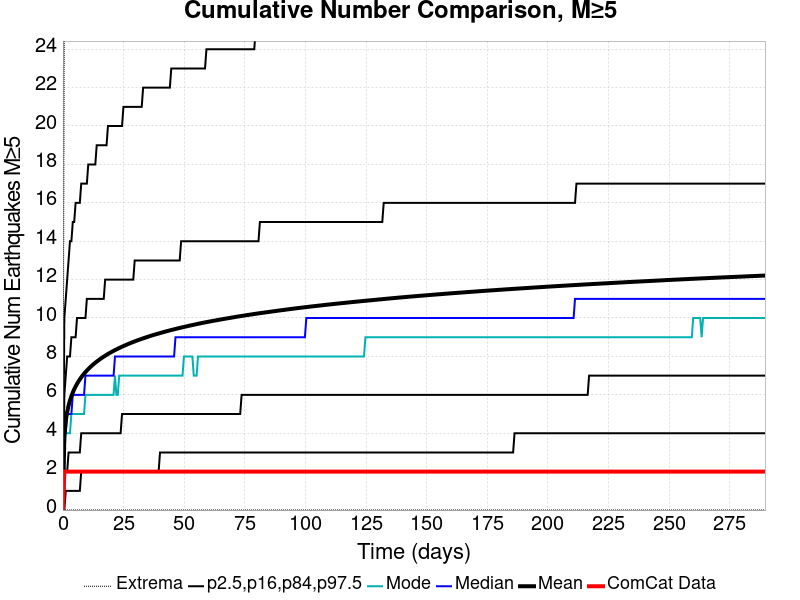 Cumulative Number Comparison, M≥5
Cumulative Num Earthquakes M≥5
24
22
20
18
16
14
12
10
8
6
4
2
0
0 25 50 75 100 125 150 175 200 225 250 275
Time (days)
Extrema p2.5,p16,p84,p97.5 Mode Median Mean ComCat Data